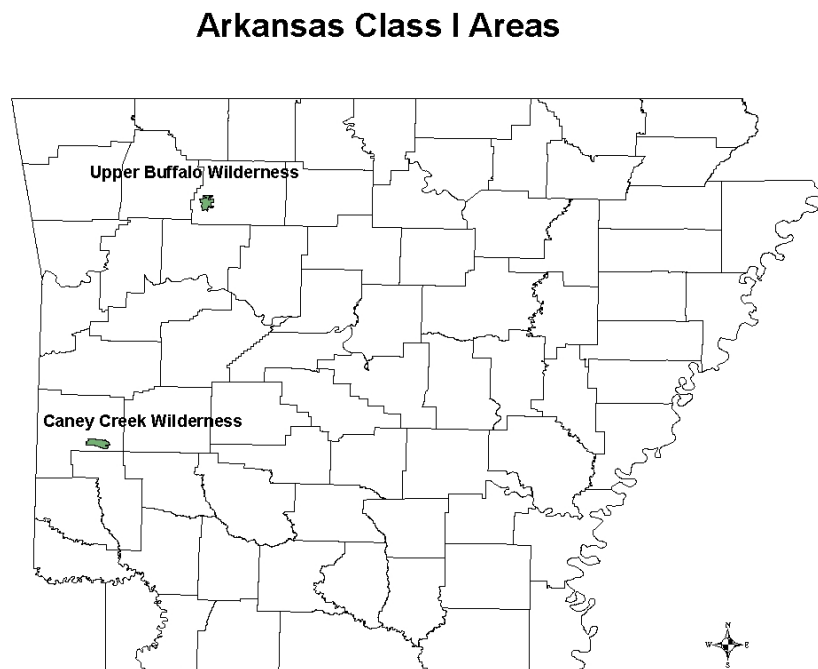 Arkansas Class I Areas
Upper Buffalo Wilderness
Caney Creek Wilderness
N
W E
S